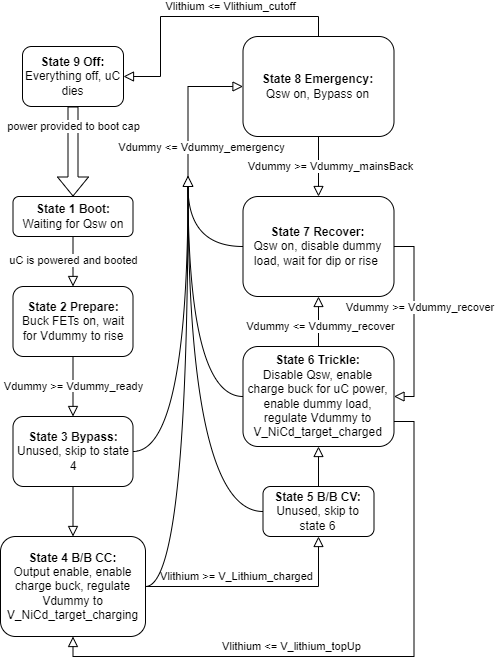 Vlithium <= Vlithium_cutoff
State 9 Off:
Everything off, uC
dies
State 8 Emergency:
Qsw on, Bypass on
power provided to boot cap
Vdummy <= Vdummy_emergency
Vdummy >= Vdummy_mainsBack
State 1 Boot:
Waiting for Qsw on
State 7 Recover:
Qsw on, disable dummy
load, wait for dip or rise
uC is powered and booted
State 2 Prepare:
Buck FETs on, wait
for Vdummy to rise
Vdummy >= Vdummy_recover
Vdummy <= Vdummy_recover
State 6 Trickle:
Disable Qsw, enable
charge buck for uC power,
enable dummy load,
regulate Vdummy to
V_NiCd_target_charged
Vdummy >= Vdummy_ready
State 3 Bypass:
Unused, skip to state
4
State 5 B/B CV:
Unused, skip to
state 6
State 4 B/B CC:
Output enable, enable
charge buck, regulate
Vdummy to
V_NiCd_target_charging
Vlithium >= V_Lithium_charged
Vlithium <= V_lithium_topUp